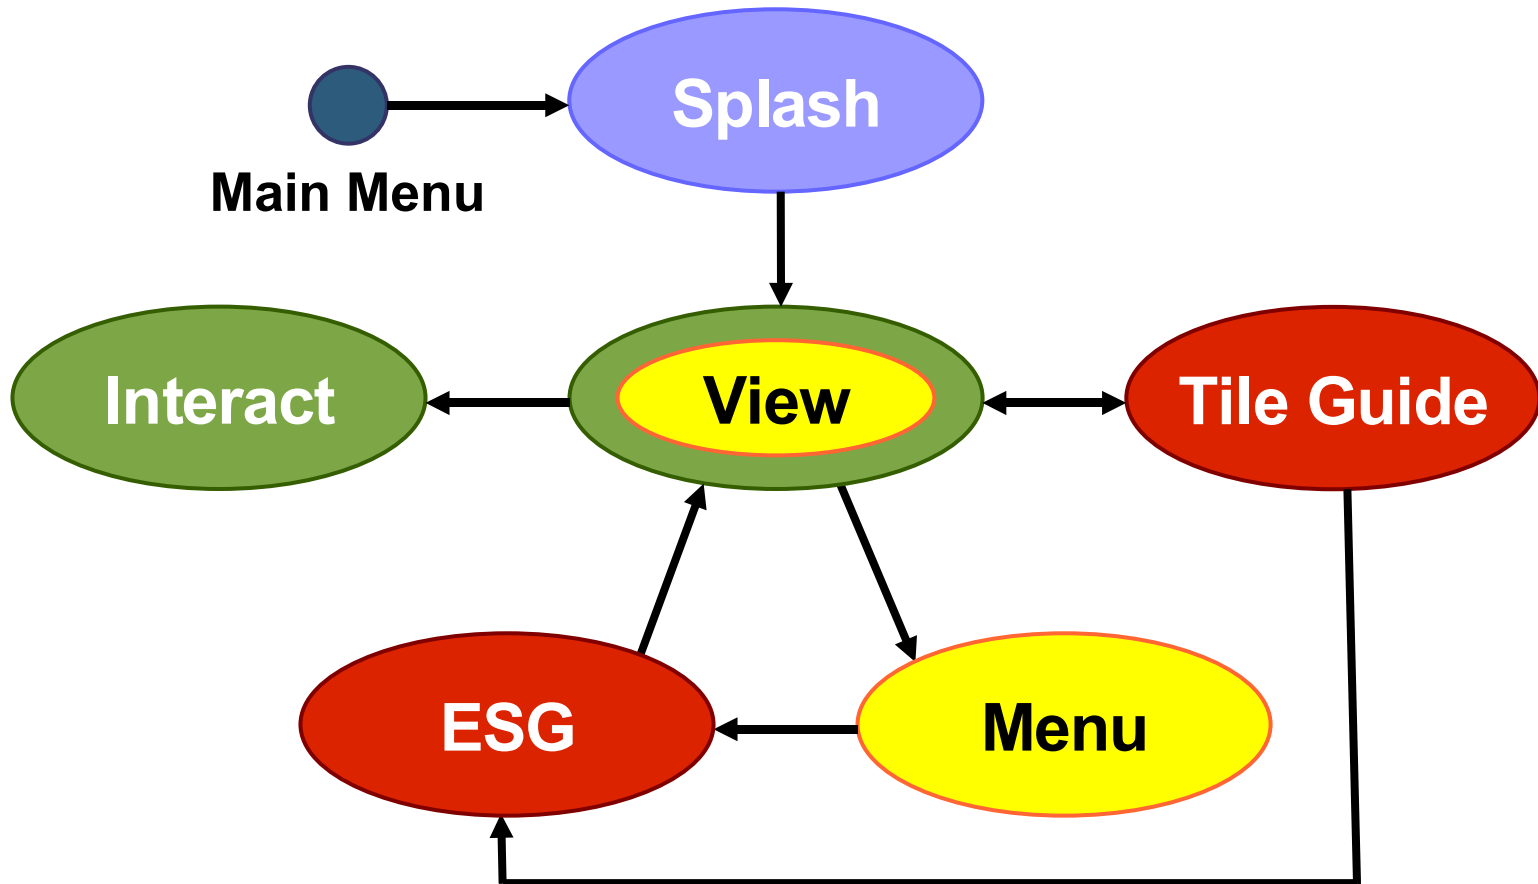 Splash
Main Menu
Interact
View
Tile Guide
ESG
Menu